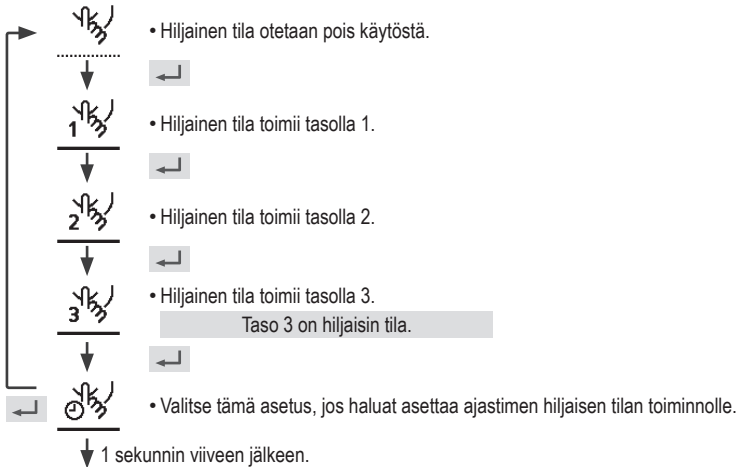 • Hiljainen tila otetaan pois käytöstä.
1
• Hiljainen tila toimii tasolla 1.
2
• Hiljainen tila toimii tasolla 2.
3
• Hiljainen tila toimii tasolla 3.
Taso 3 on hiljaisin tila.
• Valitse tämä asetus, jos haluat asettaa ajastimen hiljaisen tilan toiminnolle.
1 sekunnin viiveen jälkeen.